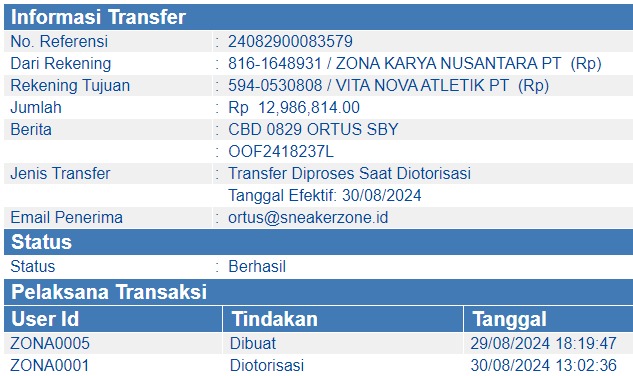 Informasi Transfer
No. Referensi : 24082900083579
Dari Rekening : 816-1648931 / ZONA KARYA NUSANTARA PT (Rp)
Rekening Tujuan : 594-0530808 / VITA NOVA ATLETIK PT (Rp)
Jumlah : Rp 12,986,814.00
Berita : CBD 0829 ORTUS SBY
: OOF2418237L
Jenis Transfer : Transfer Diproses Saat Diotorisasi
Tanggal Efektif: 30/08/2024
Email Penerima : ortus@sneakerzone.id
Status
Status : Berhasil
Pelaksana Transaksi
User Id Tindakan Tanggal
ZONA0005 Dibuat 29/08/2024 18:19:47
ZONA0001 Diotorisasi 30/08/2024 13:02:36